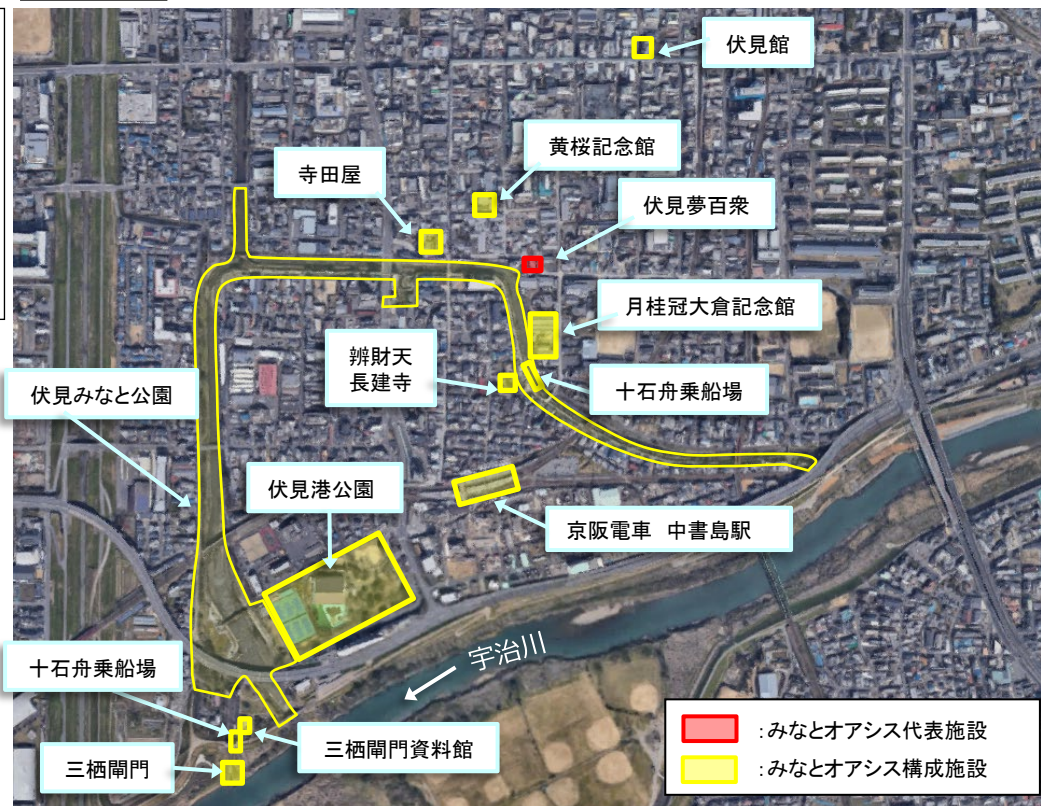 伏見館
黄桜記念館
寺田屋
伏見夢百衆
月桂冠大倉記念館
辨財天
長建寺
十石舟乗船場
伏見みなと公園
伏見港公園
京阪電車　中書島駅
宇治川
十石舟乗船場
三栖閘門資料館
三栖閘門
：みなとオアシス代表施設
：みなとオアシス構成施設